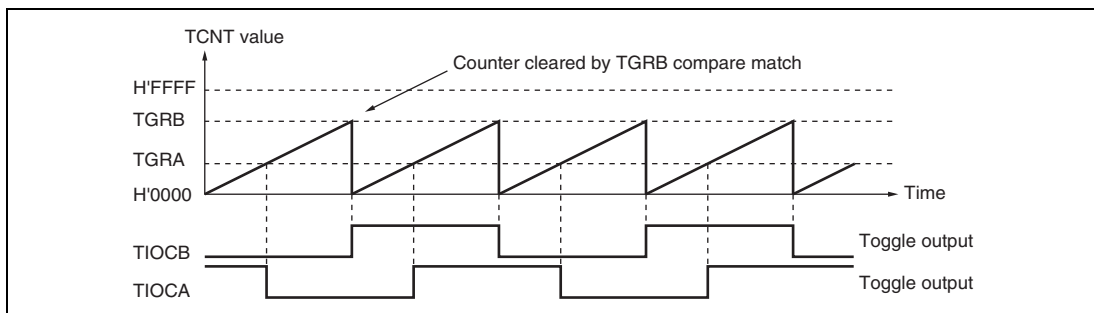 TCNT value
Counter cleared by TGRB compare match
H'FFFF
TGRB
TGRA
H'0000
Time
TIOCB
Toggle output
TIOCA
Toggle output